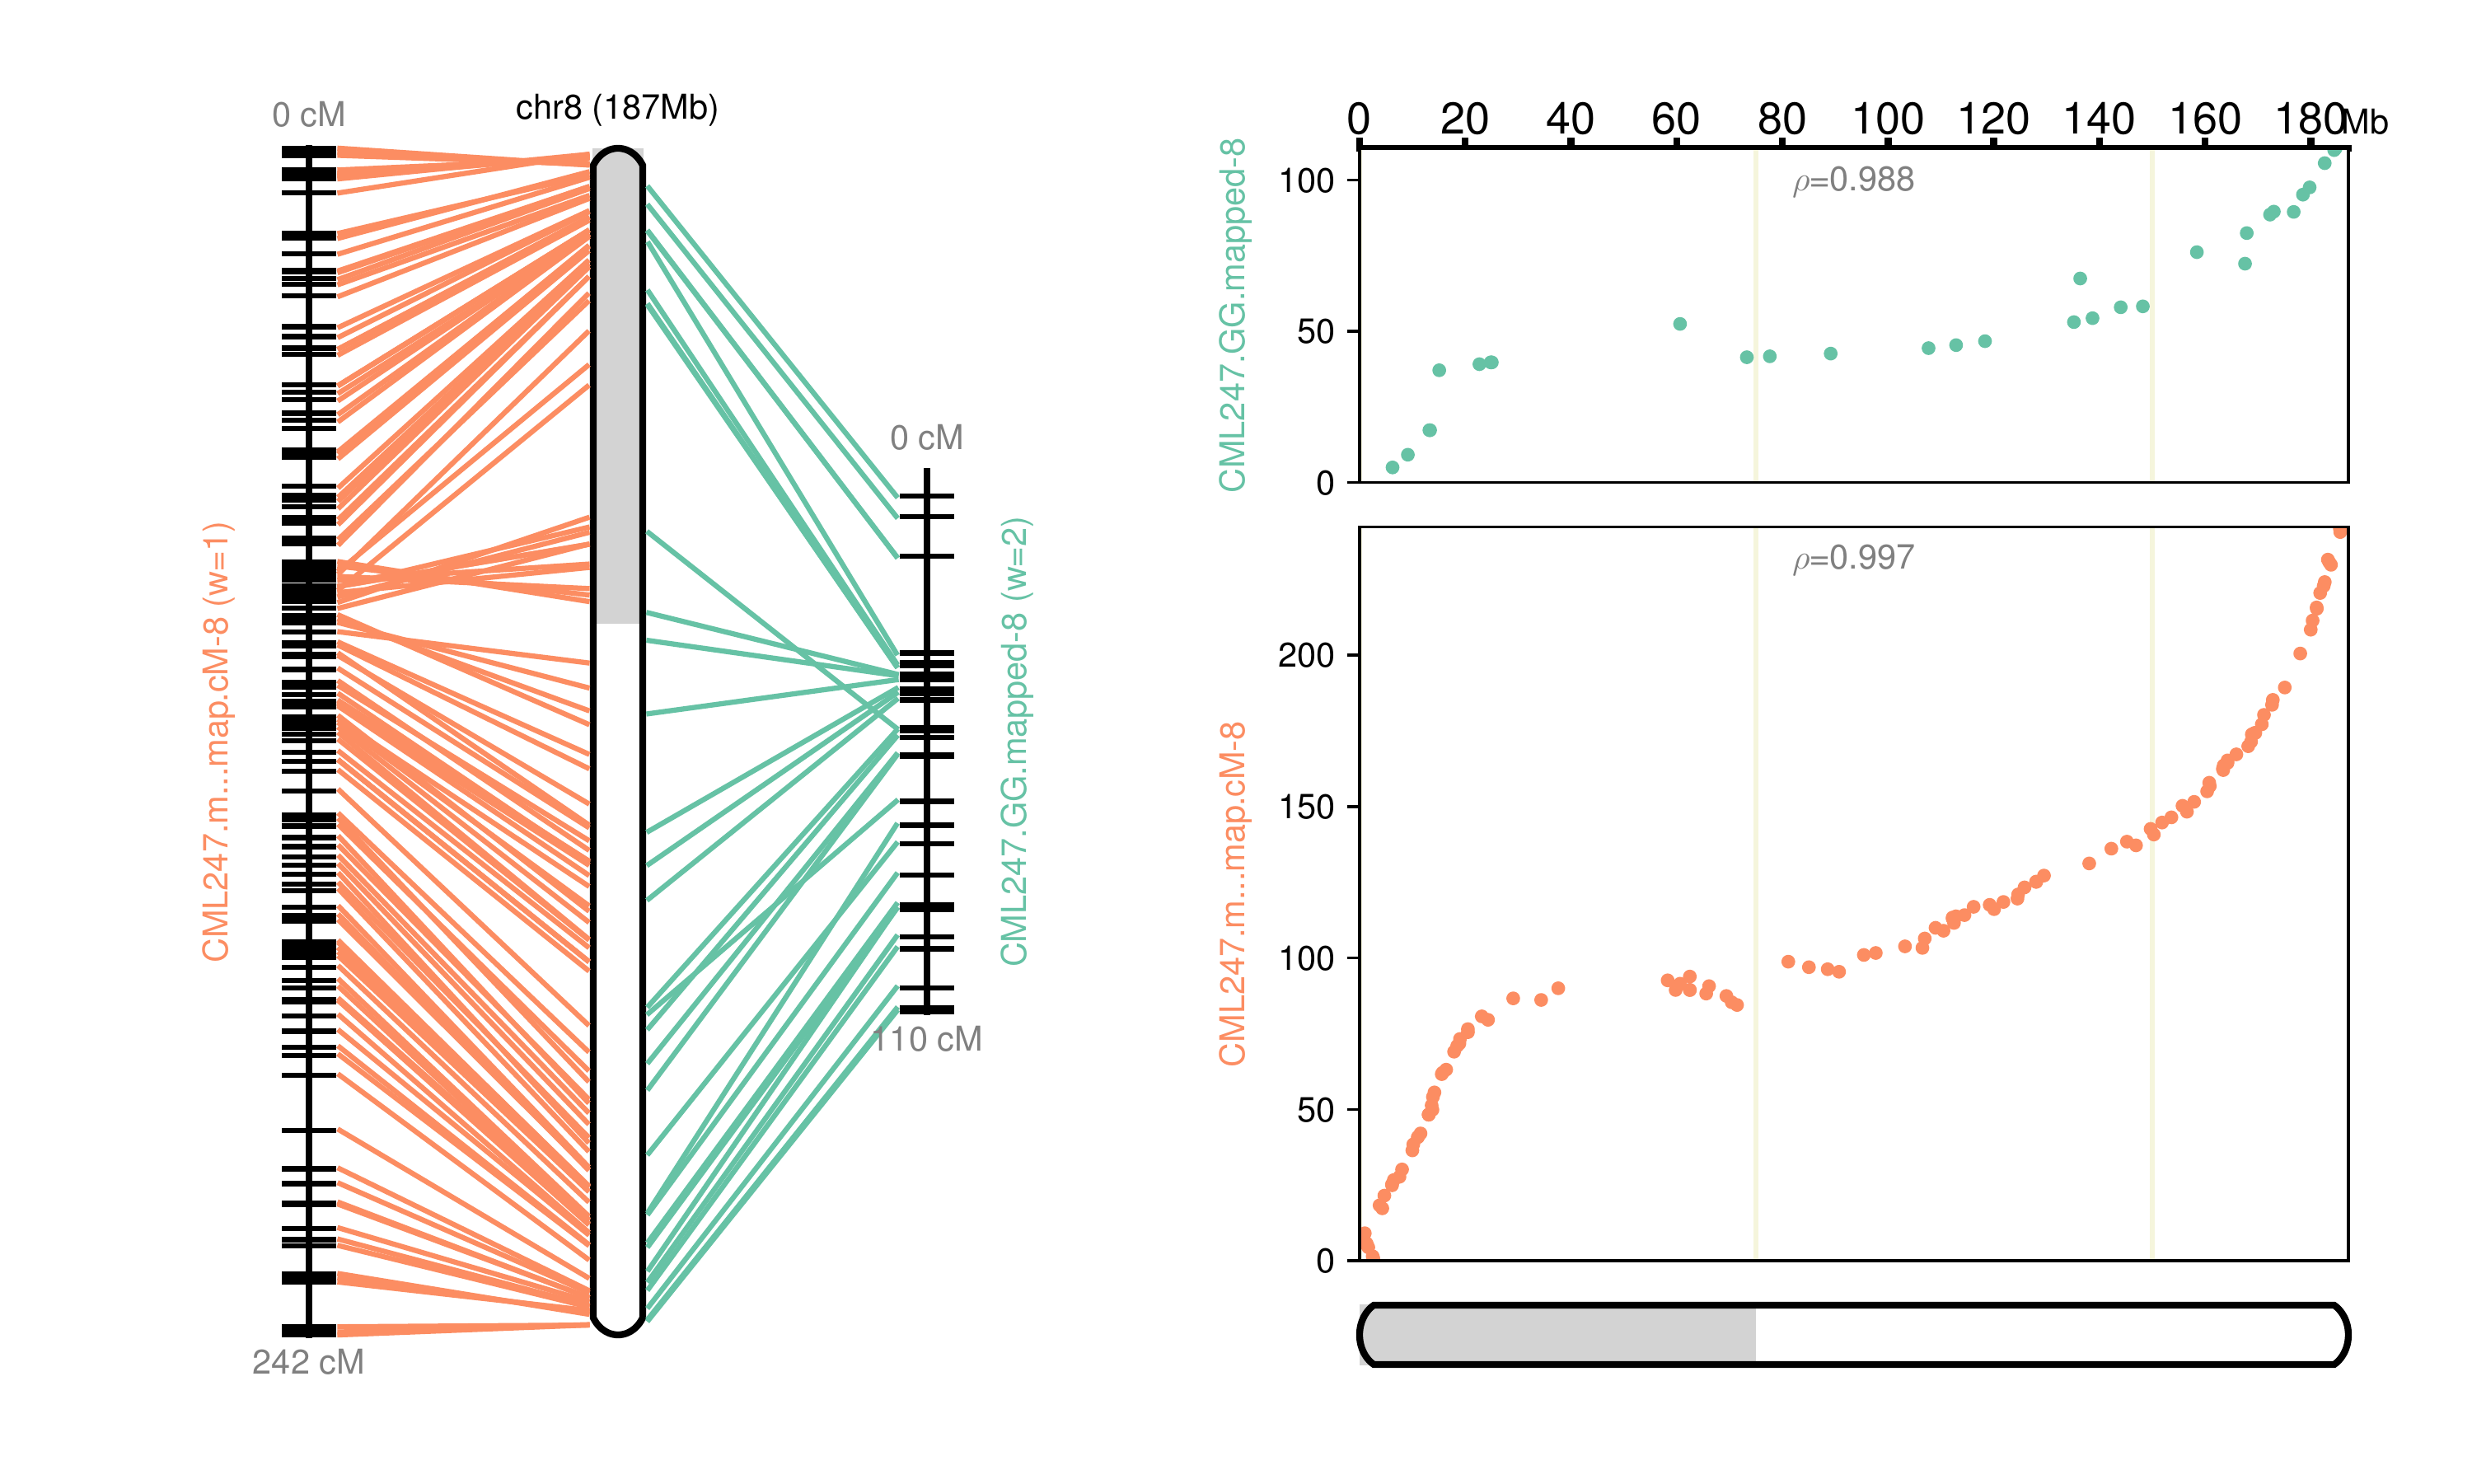 0 cM
chr8 (187Mb)
CML247.m...map.cM-8 (w=1)
242 cM
0 cM
CML247.GG.mapped-8 (w=2)
110 cM
0 20 40 60 80 100 120 140 160 180 Mb
CML247.GG.mapped-8
100
50
0
ρ=0.988
CML247.m...map.cM-8
200
150
100
50
0
ρ=0.997